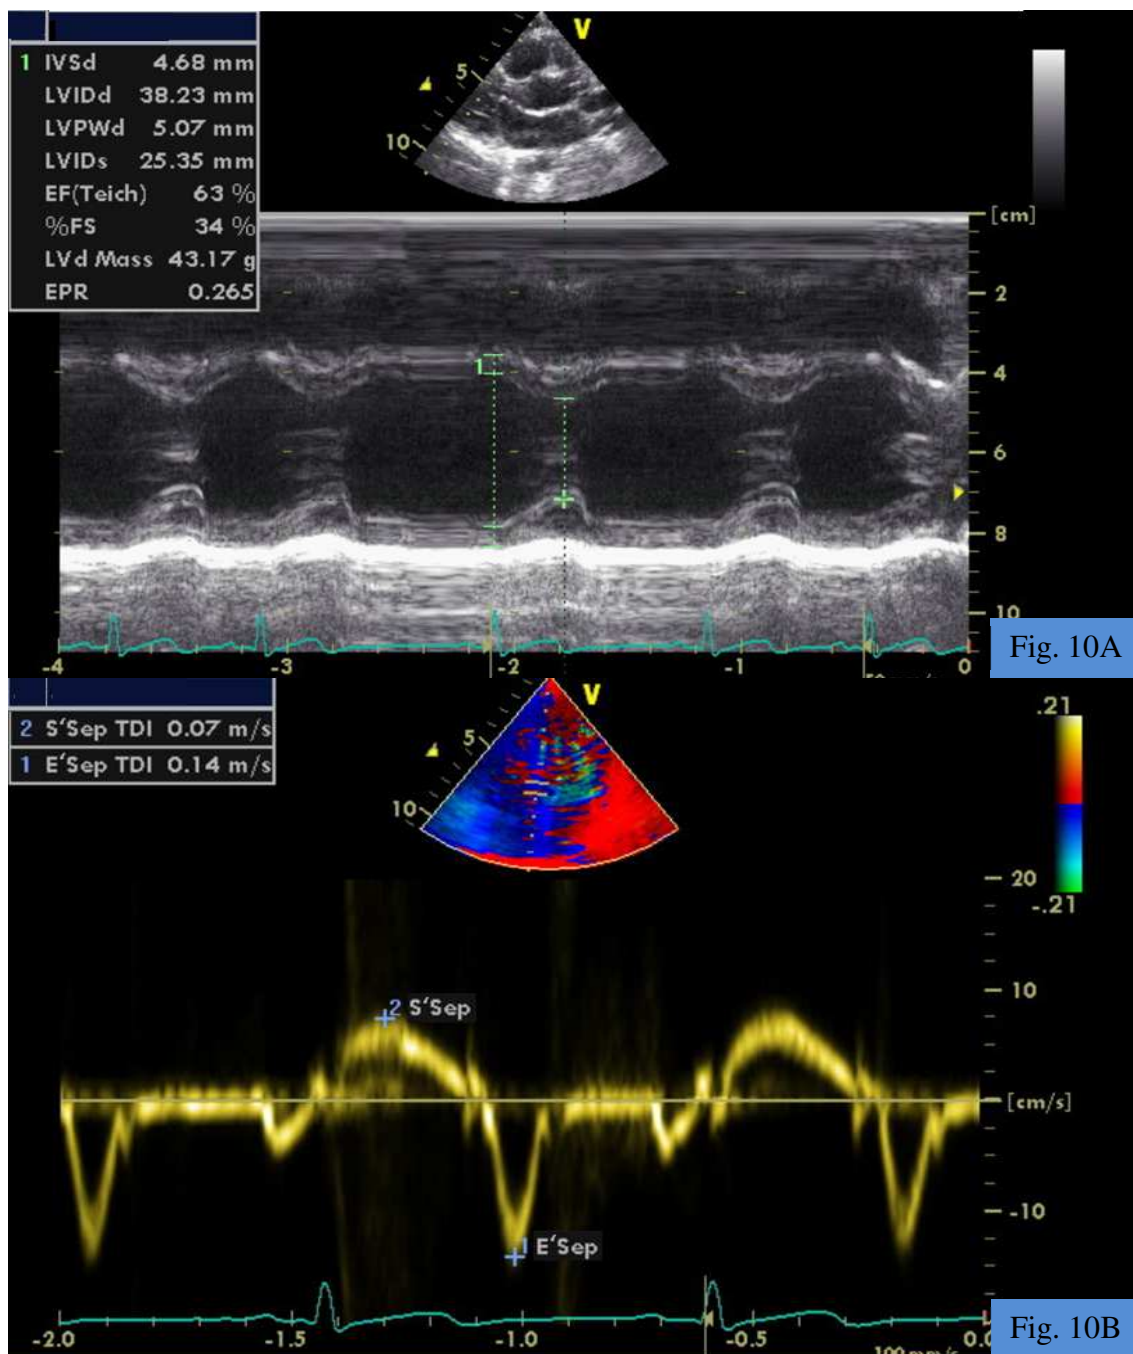 1 IVSd 4.68 mm
LVIDd 38.23 mm
LVPWd 5.07 mm
LVIDs 25.35 mm
EF(Teich) 63 %
%FS 34 %
LVd Mass 43.17 g
EPR 0.265
V
5
10
[cm]
2
1
4
6
8
10
-4 -3 -2 -1 0
Fig. 10A
2 S'Sep TDI 0.07 m/s
1 E'Sep TDI 0.14 m/s
V
5
10
.21
-.21
20
10
2 S'Sep
[cm/s]
-10
1 E'Sep
-2.0 -1.5 -1.0 -0.5 0.0
100 mm/s
Fig. 10B